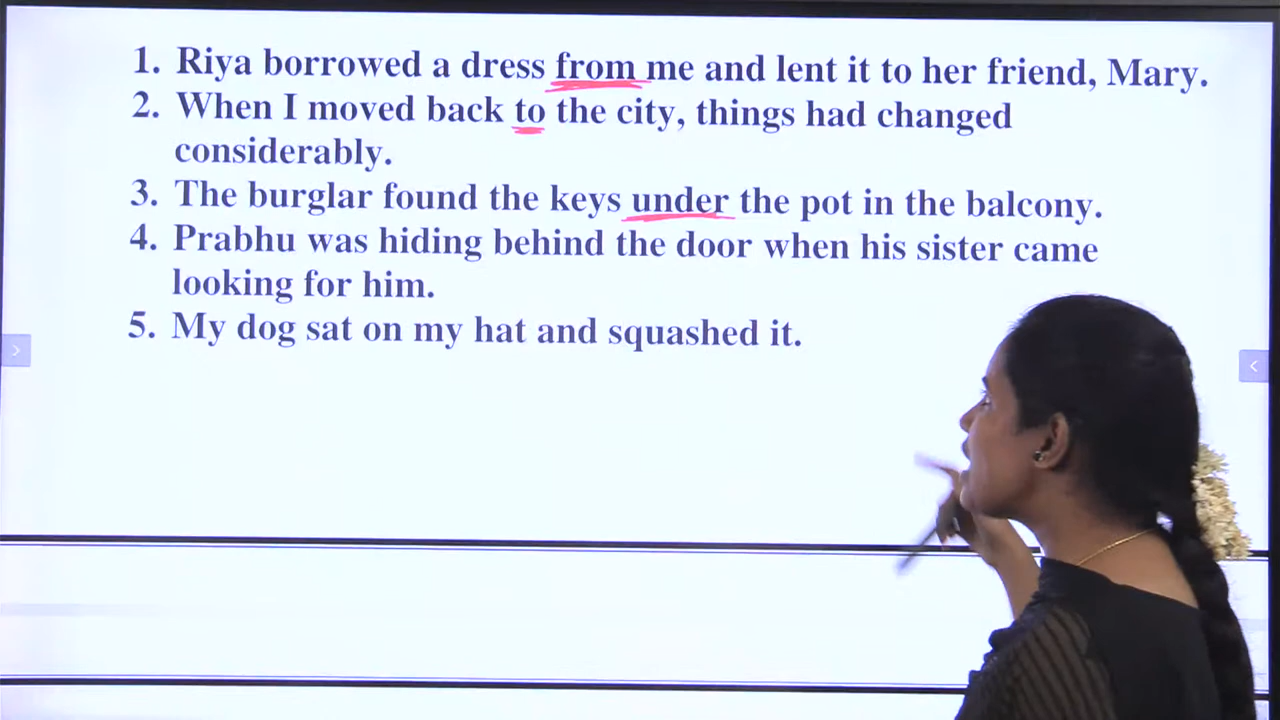 1. Riya borrowed a dress from me and lent it to her friend, Mary.
2. When I moved back to the city, things had changed
considerably.
3. The burglar found the keys under the pot in the balcony.
4. Prabhu was hiding behind the door when his sister came
looking for him.
5. My dog sat on my hat and squashed it.